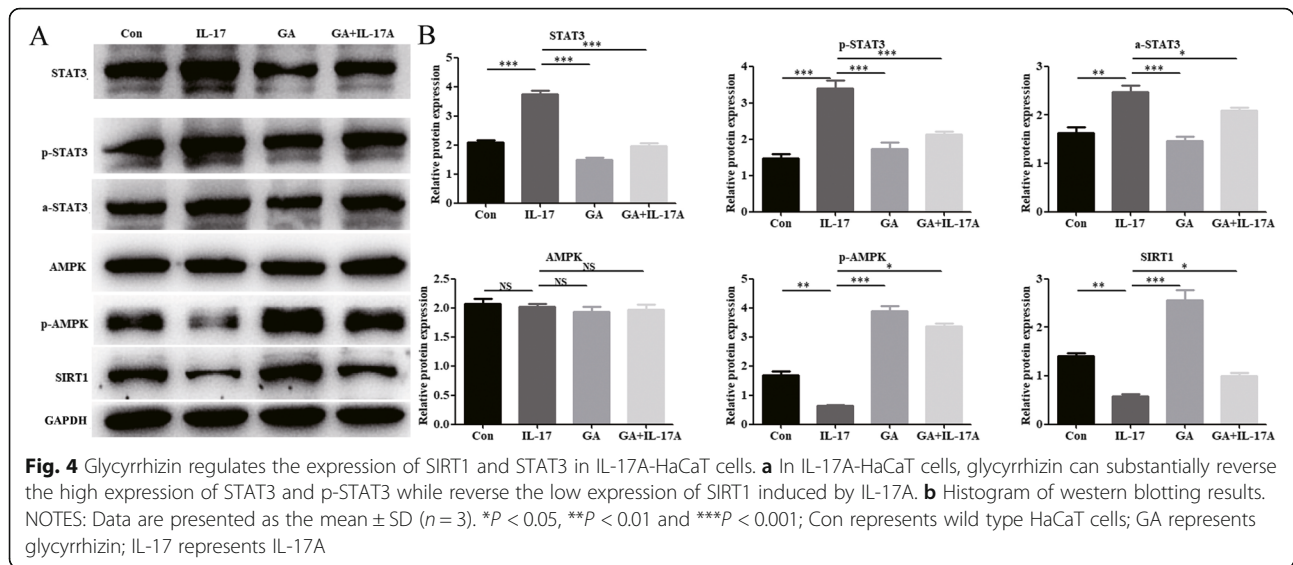 A
Con IL-17 GA GA+IL-17A
STAT3
p-STAT3
a-STAT3
AMPK
p-AMPK
SIRT1
GAPDH
B
STAT3
***
***
***
Relative protein expression
5
4
3
2
1
0
Con IL-17 GA GA+IL-17A
p-STAT3
***
***
***
Relative protein expression
4
3
2
1
0
Con IL-17 GA GA+IL-17A
a-STAT3
*
**
***
Relative protein expression
3
2
1
0
Con IL-17 GA GA+IL-17A
AMPK
NS
NS
NS
Relative protein expression
2.5
2.0
1.5
1.0
0.5
0.0
Con IL-17 GA GA+IL-17A
p-AMPK
*
**
***
Relative protein expression
5
4
3
2
1
0
Con IL-17 GA GA+IL-17A
SIRT1
*
**
***
Relative protein expression
3
2
1
0
Con IL-17 GA GA+IL-17A
Fig. 4 Glycyrrhizin regulates the expression of SIRT1 and STAT3 in IL-17A-HaCaT cells. a In IL-17A-HaCaT cells, glycyrrhizin can substantially reverse
the high expression of STAT3 and p-STAT3 while reverse the low expression of SIRT1 induced by IL-17A. b Histogram of western blotting results.
NOTES: Data are presented as the mean ± SD (n = 3). *P < 0.05, **P < 0.01 and ***P < 0.001; Con represents wild type HaCaT cells; GA represents
glycyrrhizin; IL-17 represents IL-17A